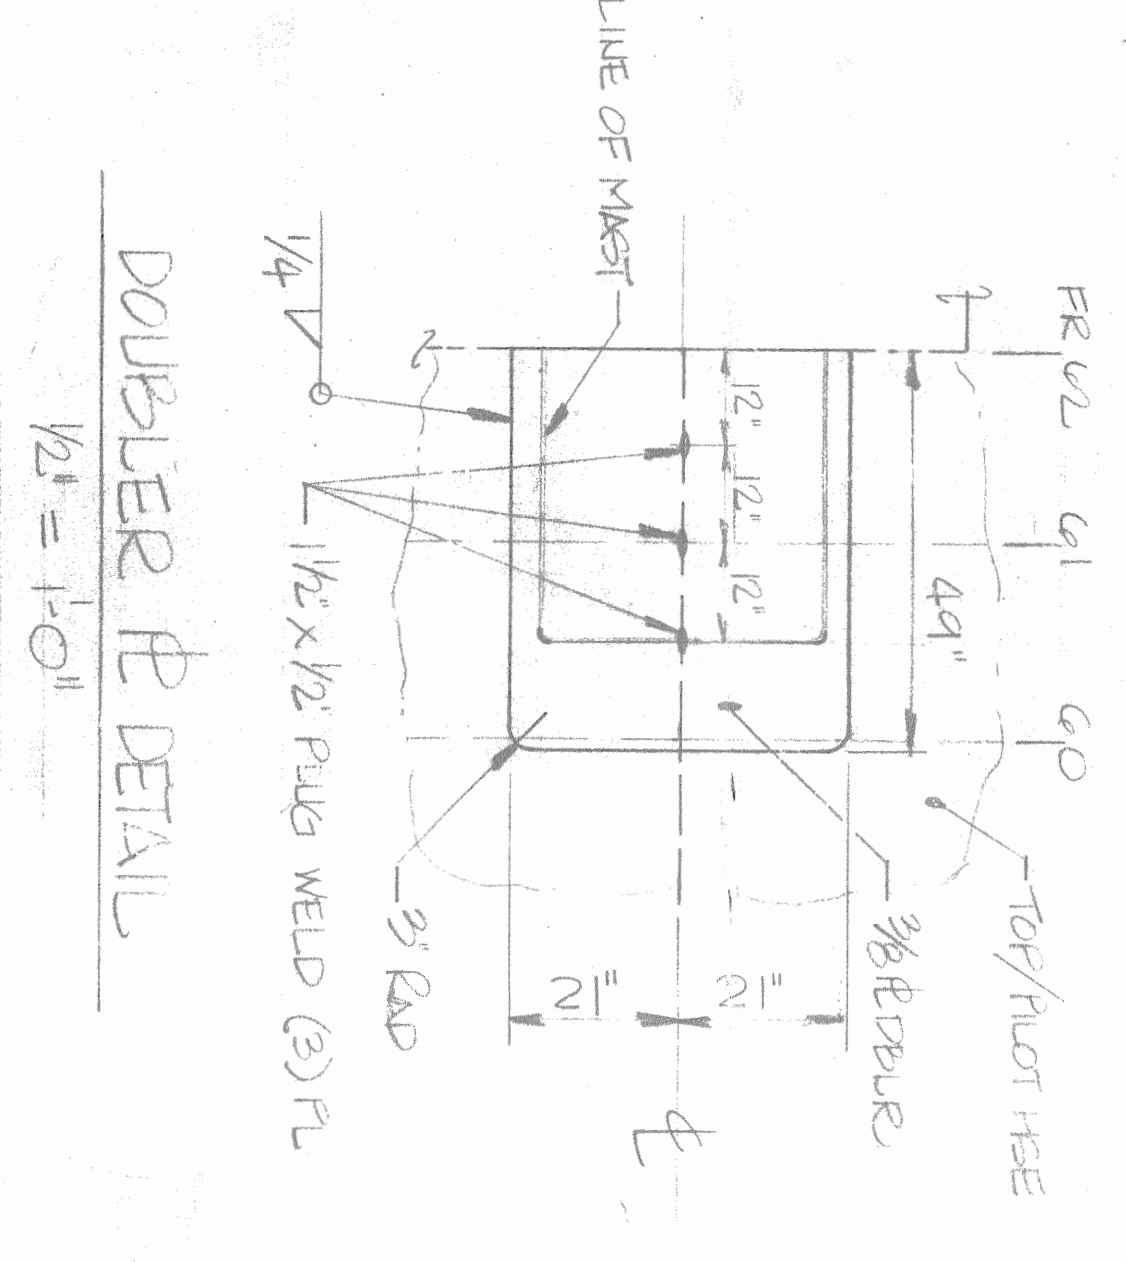 FR 62
61
60
49"
TOP/PILOT HSE
3/8 PL DBLR
12"
12"
12"
21"
21"
LINE OF MAST
3" RAD
1/4
1 1/2" X 1/2" PLUG WELD (3) PL
DOUBLER PL DETAIL
1/2" = 1'-0"